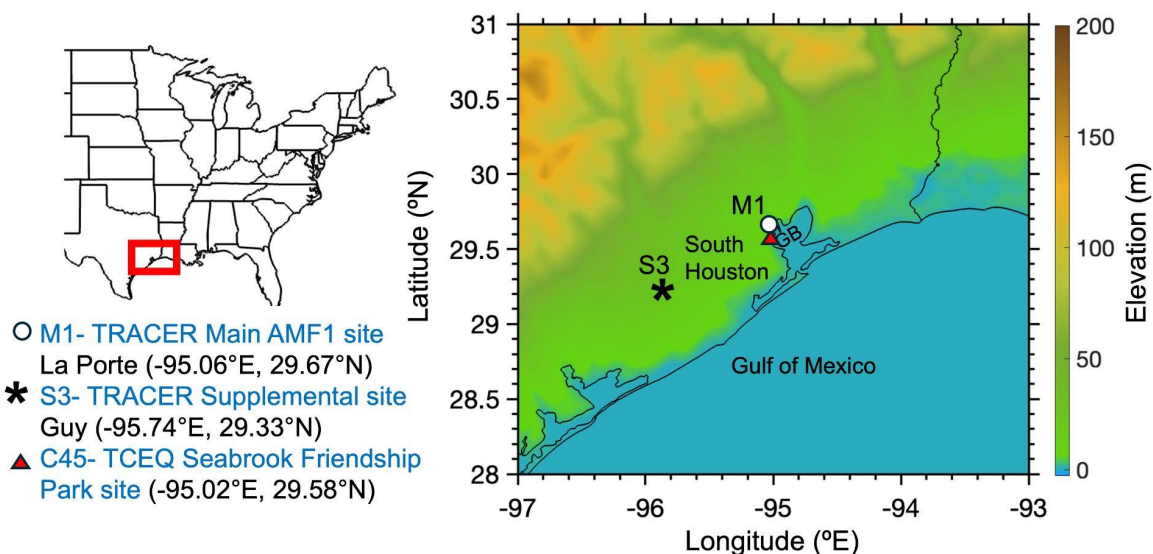 M1- TRACER Main AMF1 site
La Porte (-95.06°E, 29.67°N)
* S3- TRACER Supplemental site
Guy (-95.74°E, 29.33°N)
C45- TCEQ Seabrook Friendship
Park site (-95.02°E, 29.58°N)
Latitude (ºN)
31
30.5
30
29.5
29
28.5
28
M1
GB
South
Houston
S3
*
Gulf of Mexico
-97
-96
-95
-94
-93
Longitude (ºE)
200
150
100
50
0
Elevation (m)